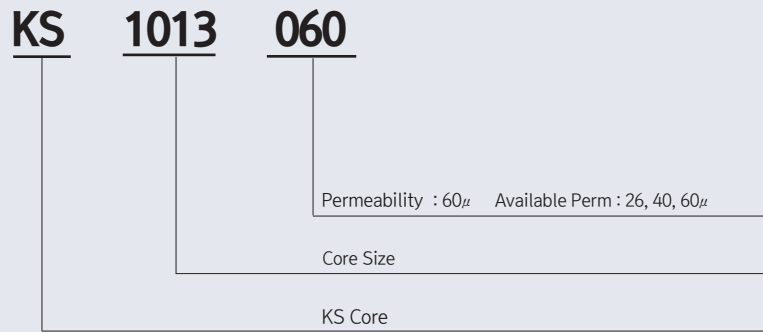 KS 1013 060
Permeability : 60μ Available Perm : 26, 40, 60μ
Core Size
KS Core